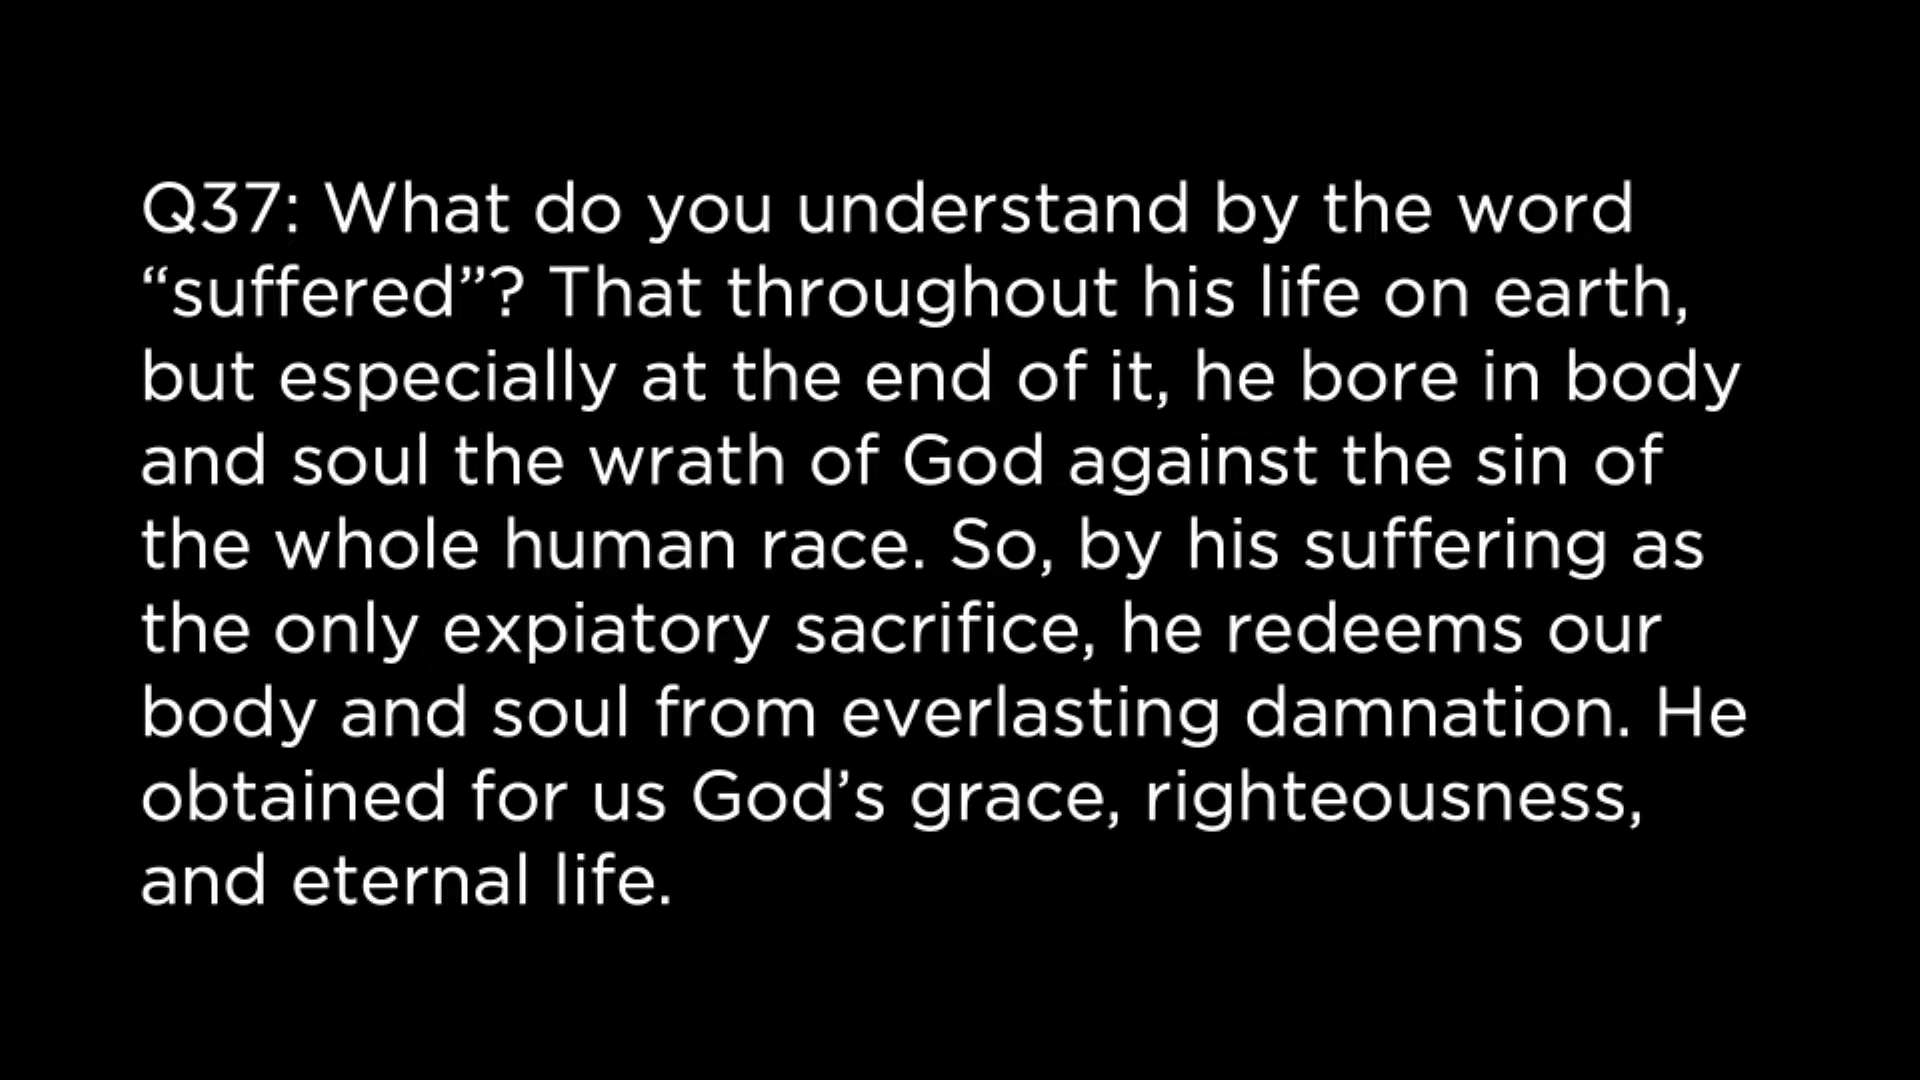 Q37: What do you understand by the word
“suffered”? That throughout his life on earth,
but especially at the end of it, he bore in body
and soul the wrath of God against the sin of
the whole human race. So, by his suffering as
the only expiatory sacrifice, he redeems our
body and soul from everlasting damnation. He
obtained for us God’s grace, righteousness,
and eternal life.